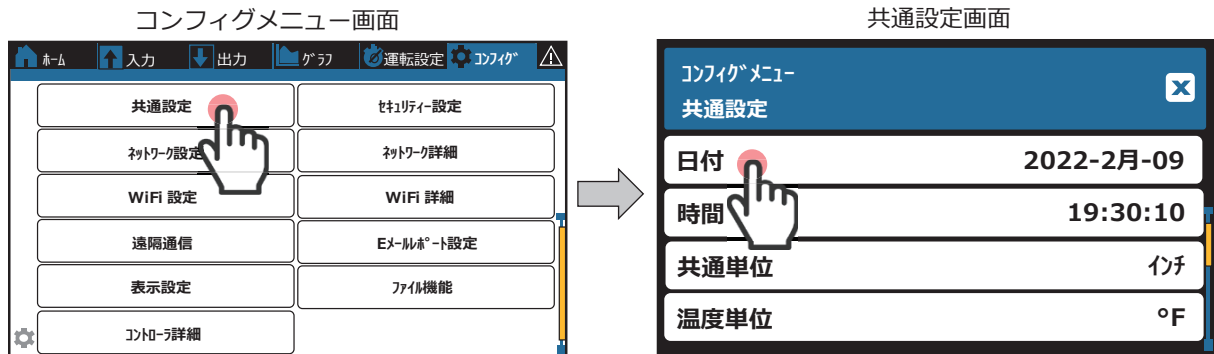 コンフィグメニュー画面
共通設定画面
ﾎｰﾑ 入力 出力 ｸﾞﾗﾌ 運転設定 ｺﾝﾌｨｸﾞ
共通設定 ｾｷｭﾘﾃｨｰ設定
ﾈｯﾄﾜｰｸ設定 ﾈｯﾄﾜｰｸ詳細
WiFi 設定 WiFi 詳細
遠隔通信 Eﾒｰﾙﾚﾎﾟｰﾄ設定
表示設定 ﾌｧｲﾙ機能
ｺﾝﾄﾛｰﾗ詳細
ｺﾝﾌｨｸﾞﾒﾆｭｰ
共通設定
日付 2022-2月-09
時間 19:30:10
共通単位 ｲﾝﾁ
温度単位 °F